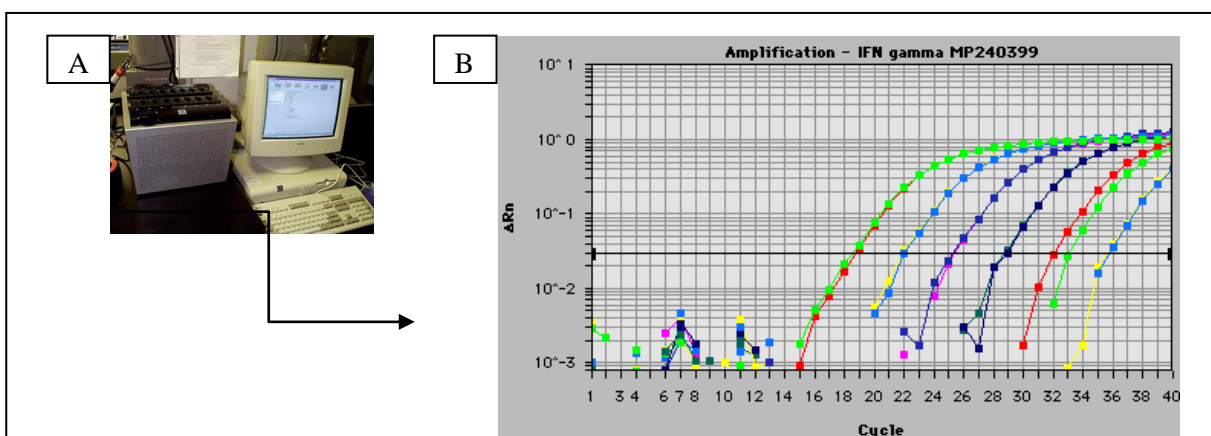 A
B
Amplification - IFN gamma MP240399
10^ 1
10^ 0
10^-1
10^-2
10^-3
ΔRn
1 3 4 6 7 8 10 12 14 16 18 20 22 24 26 28 30 32 34 36 38 40
Cycle